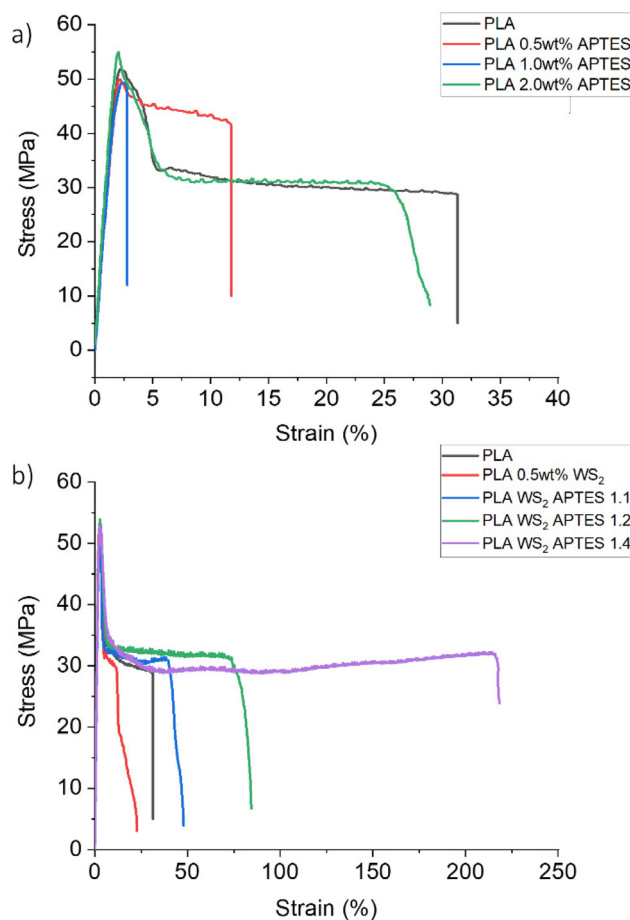 a)
PLA
PLA 0.5wt% APTES
PLA 1.0wt% APTES
PLA 2.0wt% APTES
60
50
40
30
20
10
0
Stress (MPa)
0 5 10 15 20 25 30 35 40
Strain (%)
b)
PLA
PLA 0.5wt% WS₂
PLA WS₂ APTES 1.1
PLA WS₂ APTES 1.2
PLA WS₂ APTES 1.4
60
50
40
30
20
10
0
Stress (MPa)
0 50 100 150 200 250
Strain (%)